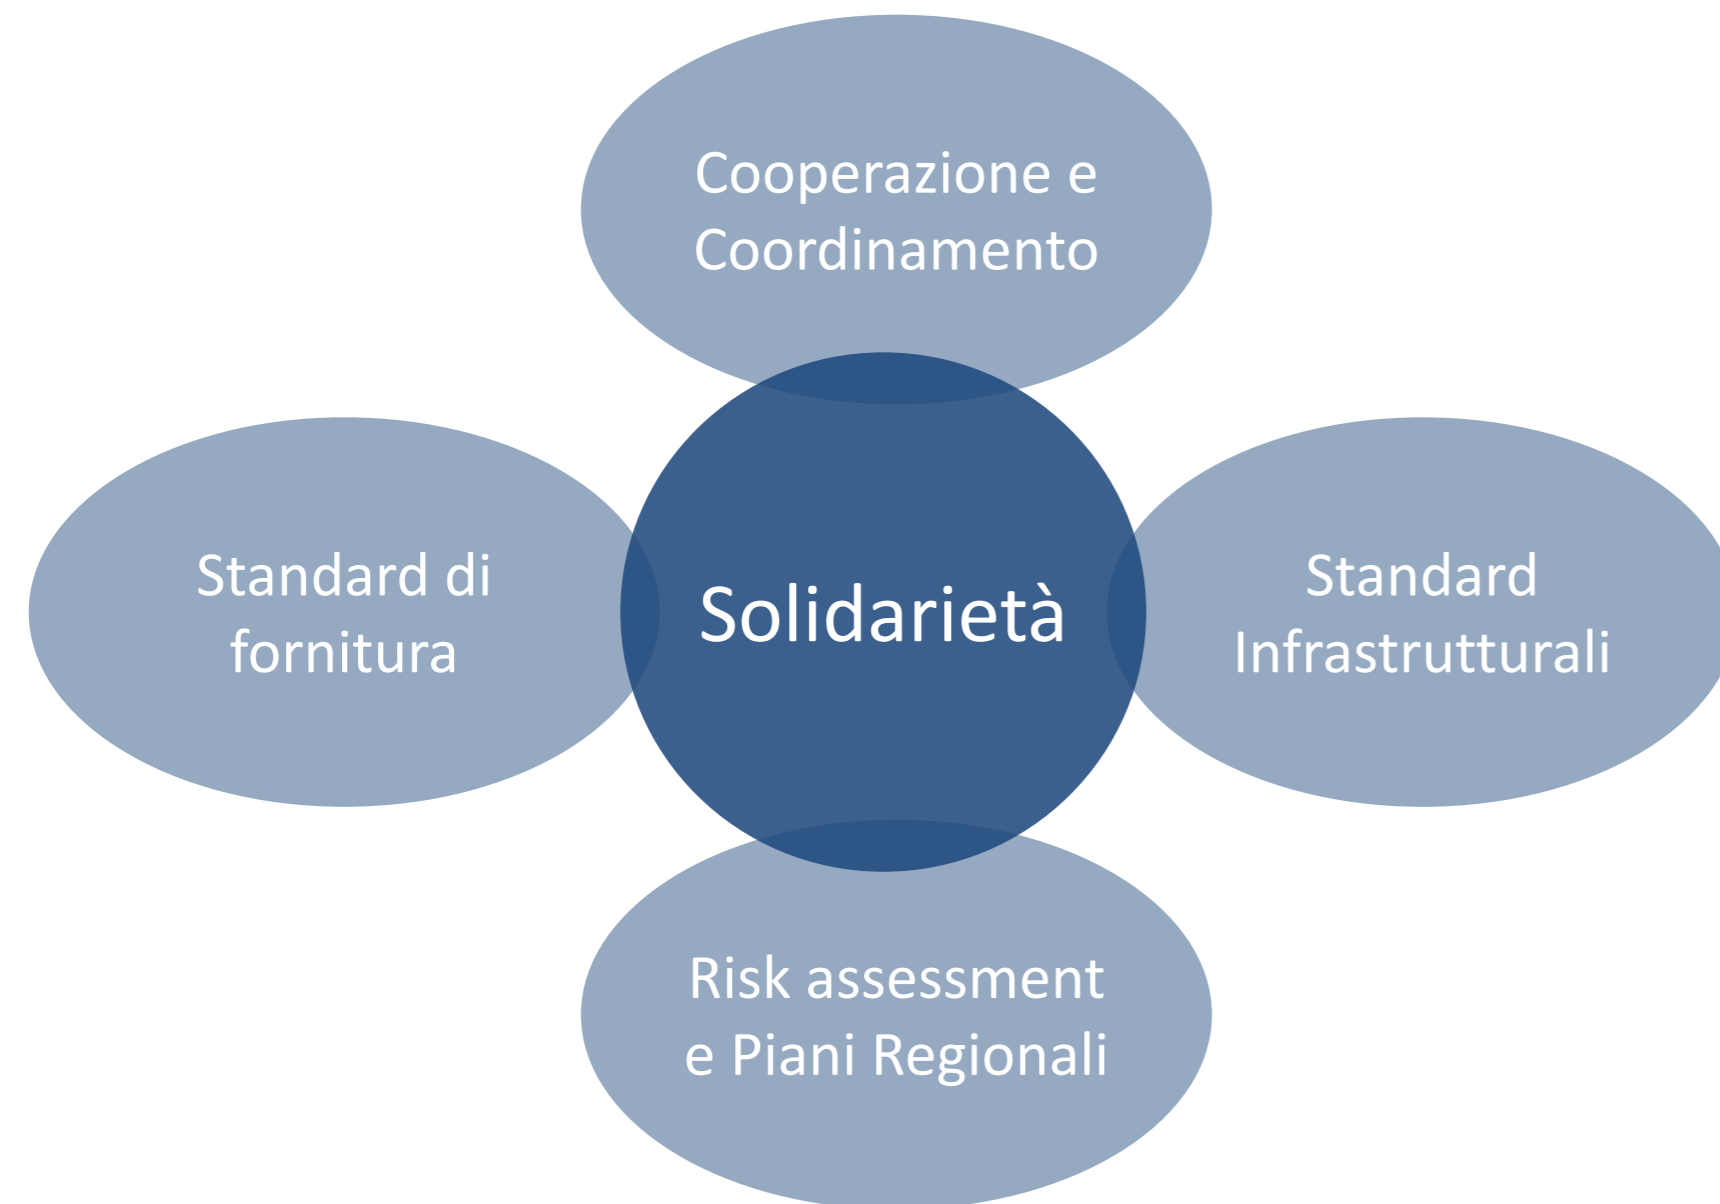 Cooperazione e
Coordinamento
Standard di
fornitura
Solidarietà
Standard
Infrastrutturali
Risk assessment
e Piani Regionali